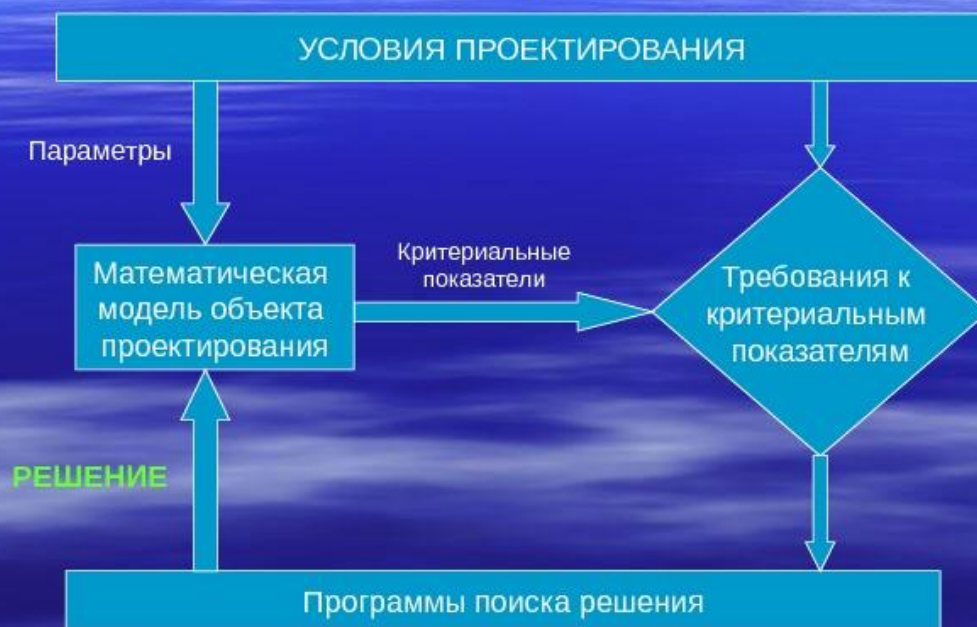 УСЛОВИЯ ПРОЕКТИРОВАНИЯ
Параметры
Математическая
модель объекта
проектирования
Критериальные
показатели
Требования к
критериальным
показателям
РЕШЕНИЕ
Программы поиска решения